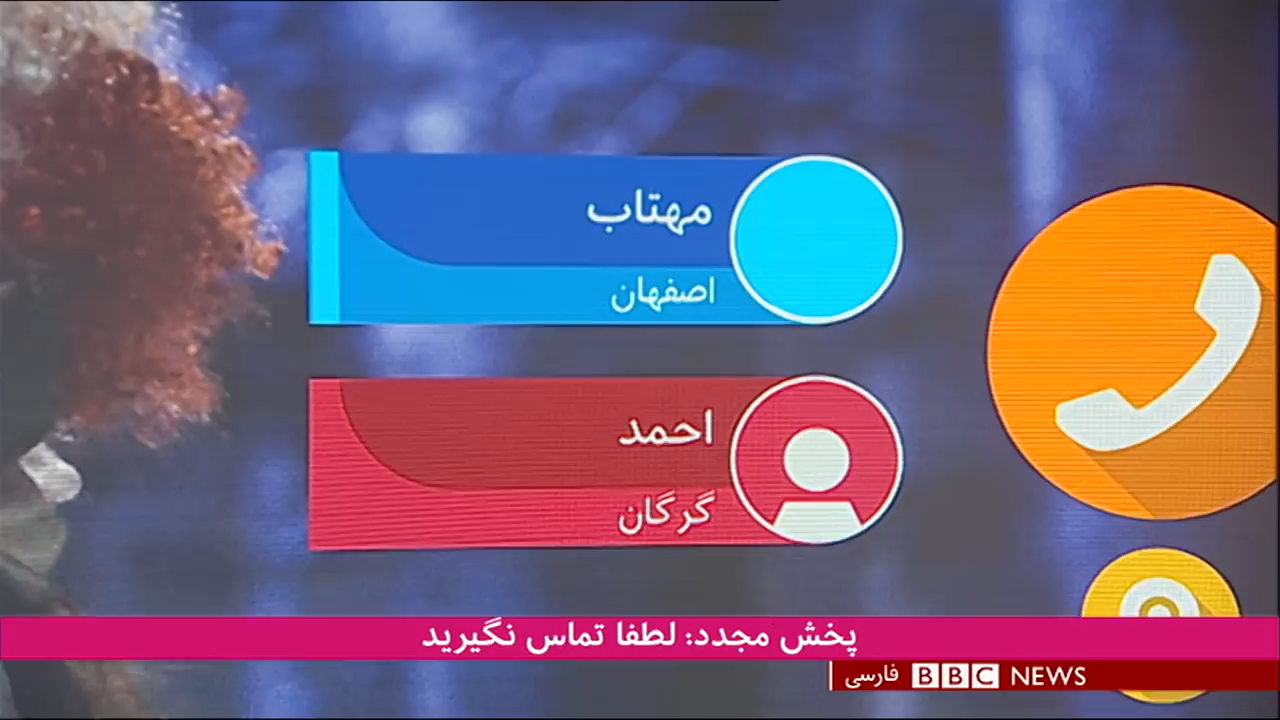 مهتاب
اصفهان
احمد
گرگان
پخش مجدد: لطفا تماس نگیرید
BBC NEWS فارسی